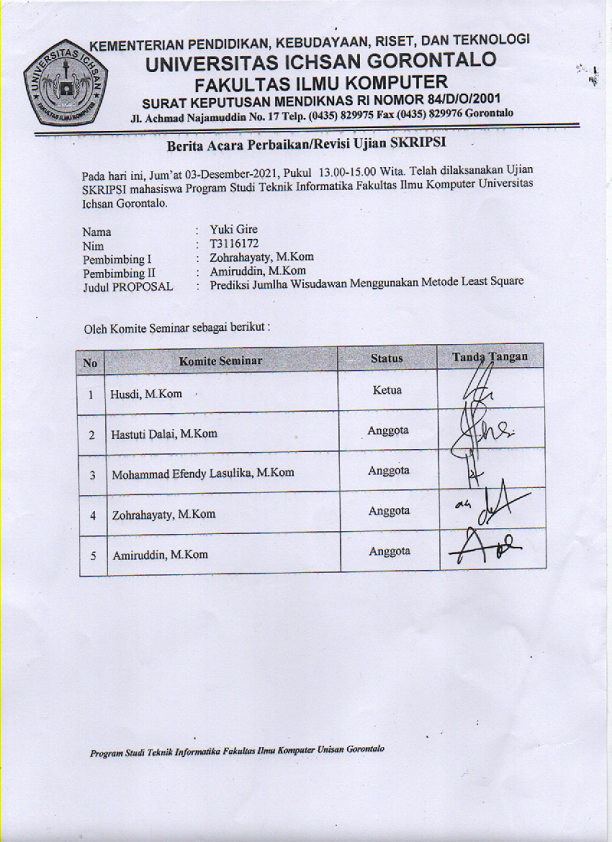 KEMENTERIAN PENDIDIKAN, KEBUDAYAAN, RISET, DAN TEKNOLOGI
UNIVERSITAS ICHSAN GORONTALO
FAKULTAS ILMU KOMPUTER
SURAT KEPUTUSAN MENDIKNAS RI NOMOR 84/D/O/2001
Jl. Achmad Najamuddin No. 17 Telp. (0435) 829975 Fax (0435) 829976 Gorontalo
UNIVERSITAS ICHSAN
FAKULTAS ILMU KOMPUTER
Berita Acara Perbaikan/Revisi Ujian SKRIPSI
Pada hari ini, Jum'at 03-Desember-2021, Pukul 13.00-15.00 Wita. Telah dilaksanakan Ujian
SKRIPSI mahasiswa Program Studi Teknik Informatika Fakultas Ilmu Komputer Universitas
Ichsan Gorontalo.
Nama : Yuki Gire
Nim : T3116172
Pembimbing I : Zohrahayaty, M.Kom
Pembimbing II : Amiruddin, M.Kom
Judul PROPOSAL : Prediksi Jumlha Wisudawan Menggunakan Metode Least Square
Oleh Komite Seminar sebagai berikut :
No Komite Seminar Status Tanda Tangan
1 Husdi, M.Kom Ketua
2 Hastuti Dalai, M.Kom Anggota
3 Mohammad Efendy Lasulika, M.Kom Anggota
4 Zohrahayaty, M.Kom Anggota
5 Amiruddin, M.Kom Anggota
Program Studi Teknik Informatika Fakultas Ilmu Komputer Unisan Gorontalo